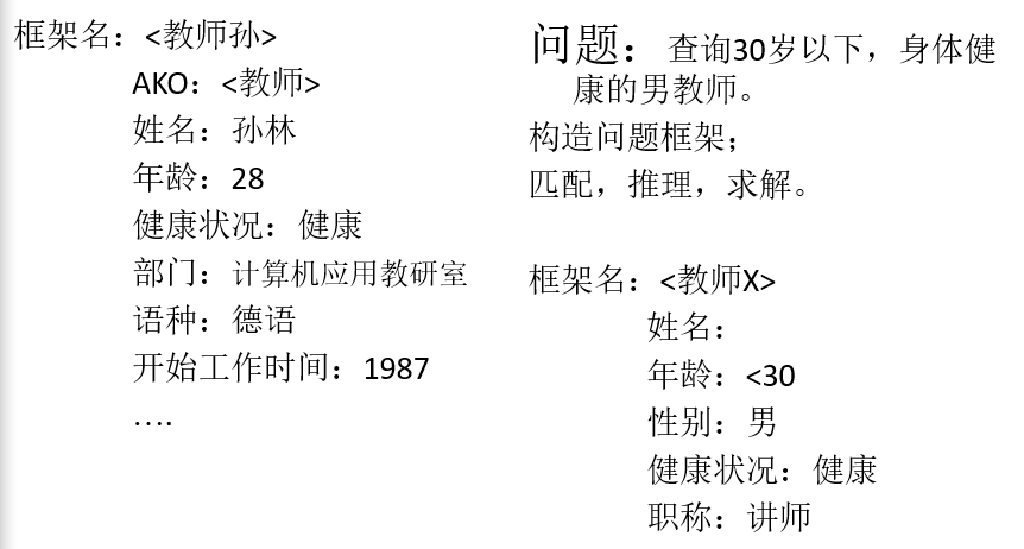 框架名：<教师孙>
AKO：<教师>
姓名：孙林
年龄：28
健康状况：健康
部门：计算机应用教研室
语种：德语
开始工作时间：1987
....
问题： 查询30岁以下，身体健
康的男教师。
构造问题框架；
匹配，推理，求解。
框架名：<教师X>
姓名：
年龄：<30
性别：男
健康状况：健康
职称：讲师